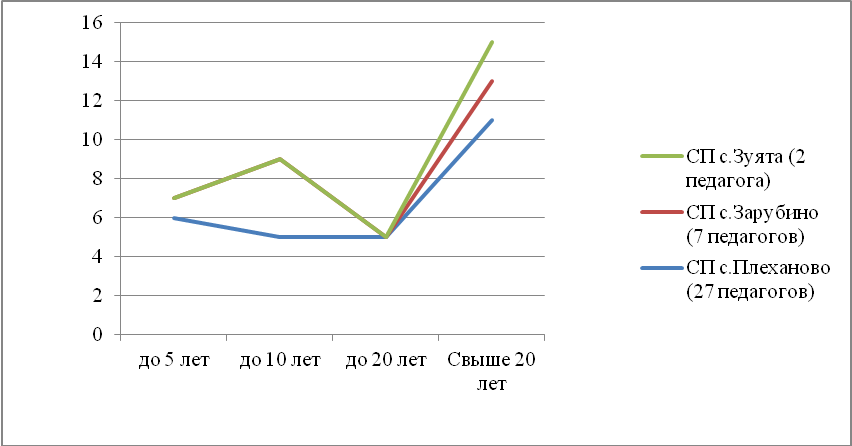 16
14
12
10
8
6
4
2
0
до 5 лет
до 10 лет
до 20 лет
Свыше 20
лет
СП с.Зуята (2
педагога)
СП с.Зарубино
(7 педагогов)
СП с.Плеханово
(27 педагогов)